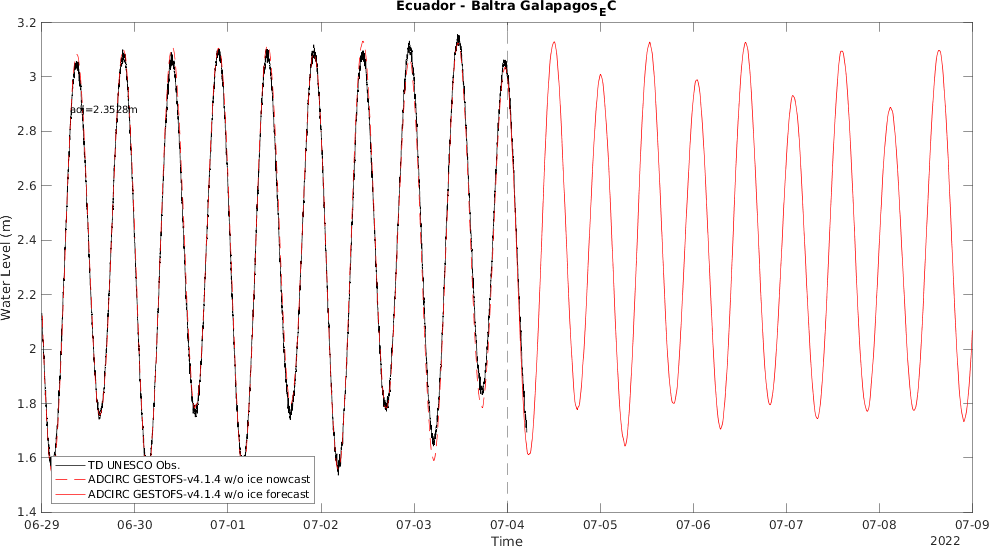 Ecuador - Baltra Galapagos_EC
3.2
3
2.8
2.6
2.4
2.2
2
1.8
1.6
1.4
Water Level (m)
adj=2.3528m
TD UNESCO Obs.
ADCIRC GESTOFS-v4.1.4 w/o ice nowcast
ADCIRC GESTOFS-v4.1.4 w/o ice forecast
06-29 06-30 07-01 07-02 07-03 07-04 07-05 07-06 07-07 07-08 07-09
Time
2022